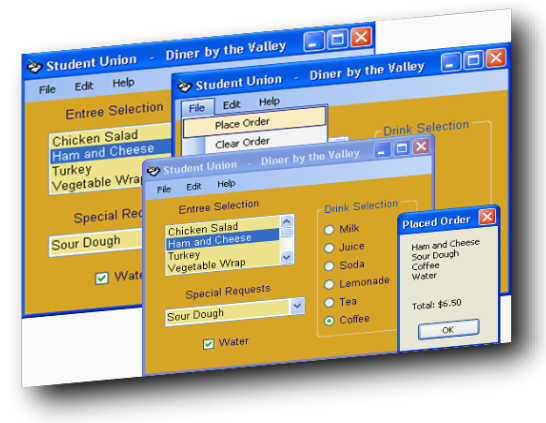 Student Union - Diner by the Valley
File Edit Help
Entree Selection
Chicken Salad
Ham and Cheese
Turkey
Vegetable Wrap
Special Req
Sour Dough
Wate
Student Union - Diner by the Valley
File Edit Help
Place Order
Clear Order
Drink Selection
Student Union - Diner by the Valley
File Edit Help
Entree Selection
Chicken Salad
Ham and Cheese
Turkey
Vegetable Wrap
Special Requests
Sour Dough
Water
Drink Selection
Milk
Juice
Soda
Lemonade
Tea
Coffee
Placed Order
Ham and Cheese
Sour Dough
Coffee
Water
Total: $6.50
OK